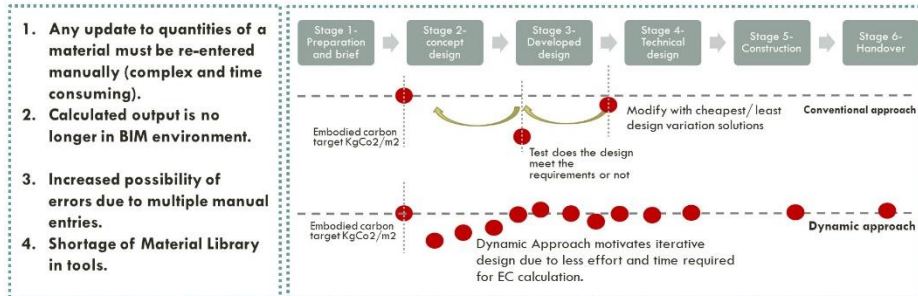 1. Any update to quantities of a
material must be re-entered
manually (complex and time
consuming).
2. Calculated output is no
longer in BIM environment.
3. Increased possibility of
errors due to multiple manual
entries.
4. Shortage of Material Library
in tools.
Stage 1-
Preparation
and brief
Stage 2-
concept
design
Stage 3-
Developed
design
Stage 4-
Technical
design
Stage 5-
Construction
Stage 6-
Handover
Embodied carbon
target KgCo2/m2
Test does the design
meet the
requirements or not
Modify with cheapest/ least
design variation solutions
Conventional approach
Embodied carbon
target KgCo2/m2
Dynamic Approach motivates iterative
design due to less effort and time required
for EC calculation.
Dynamic approach